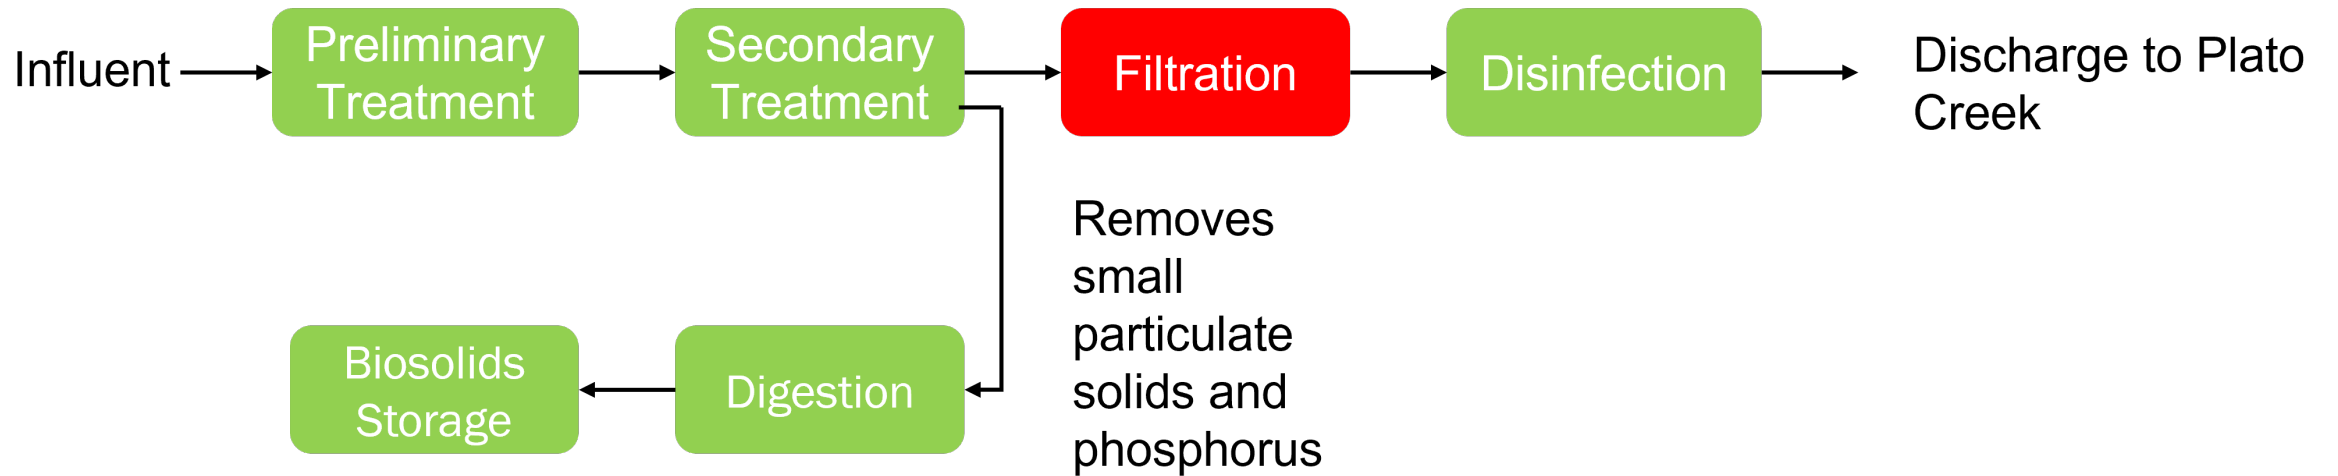 Influent
Preliminary
Treatment
Secondary
Treatment
Filtration
Disinfection
Discharge to Plato
Creek
Removes
small
particulate
solids and
phosphorus
Biosolids
Storage
Digestion